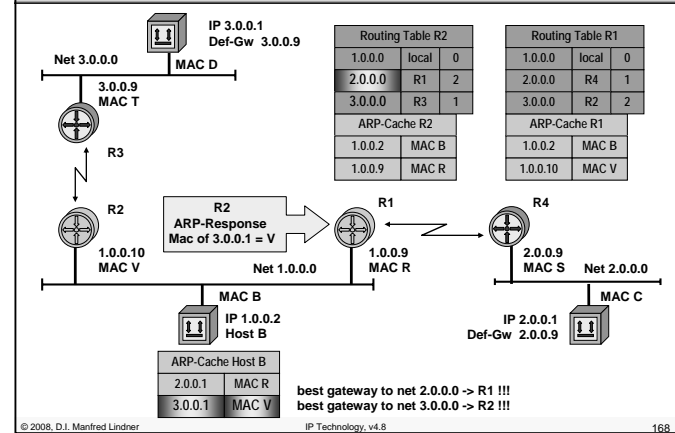 IP 3.0.0.1
Def-Gw 3.0.0.9
Net 3.0.0.0
MAC D
3.0.0.9
MAC T
R3
Routing Table R2
1.0.0.0 local 0
2.0.0.0 R1 2
3.0.0.0 R3 1
ARP-Cache R2
1.0.0.2 MAC B
1.0.0.9 MAC R
Routing Table R1
1.0.0.0 local 0
2.0.0.0 R4 1
3.0.0.0 R2 2
ARP-Cache R1
1.0.0.2 MAC B
1.0.0.10 MAC V
R2
R2
ARP-Response
Mac of 3.0.0.1 = V
R1
R4
1.0.0.10
MAC V
Net 1.0.0.0
1.0.0.9
MAC R
2.0.0.9
MAC S
Net 2.0.0.0
MAC B
MAC C
IP 1.0.0.2
Host B
IP 2.0.0.1
Def-Gw 2.0.0.9
ARP-Cache Host B
2.0.0.1 MAC R
3.0.0.1 MAC V
best gateway to net 2.0.0.0 -> R1 !!!
best gateway to net 3.0.0.0 -> R2 !!!
© 2008, D.I. Manfred Lindner
IP Technology, v4.8
168